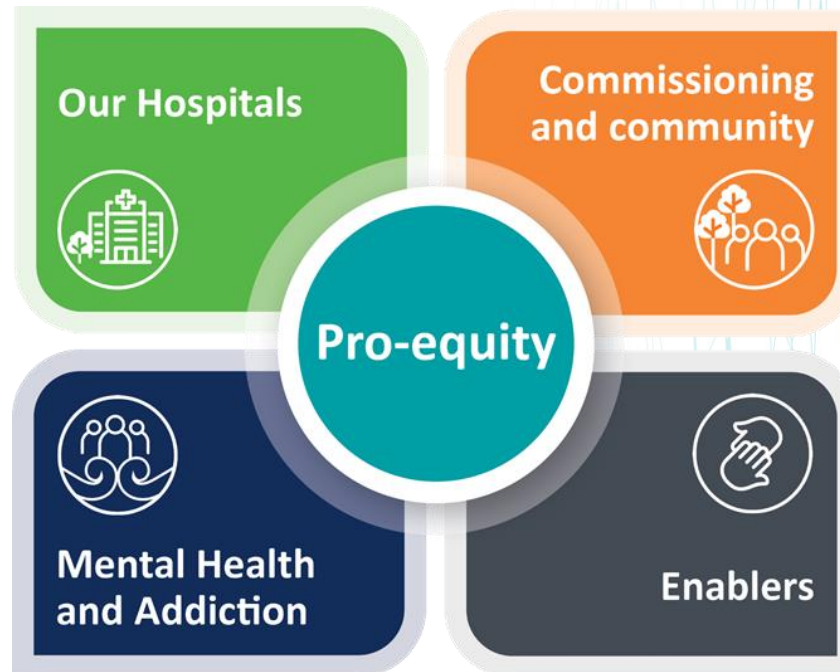 Our Hospitals
Commissioning
and community
Pro-equity
Mental Health
and Addiction
Enablers